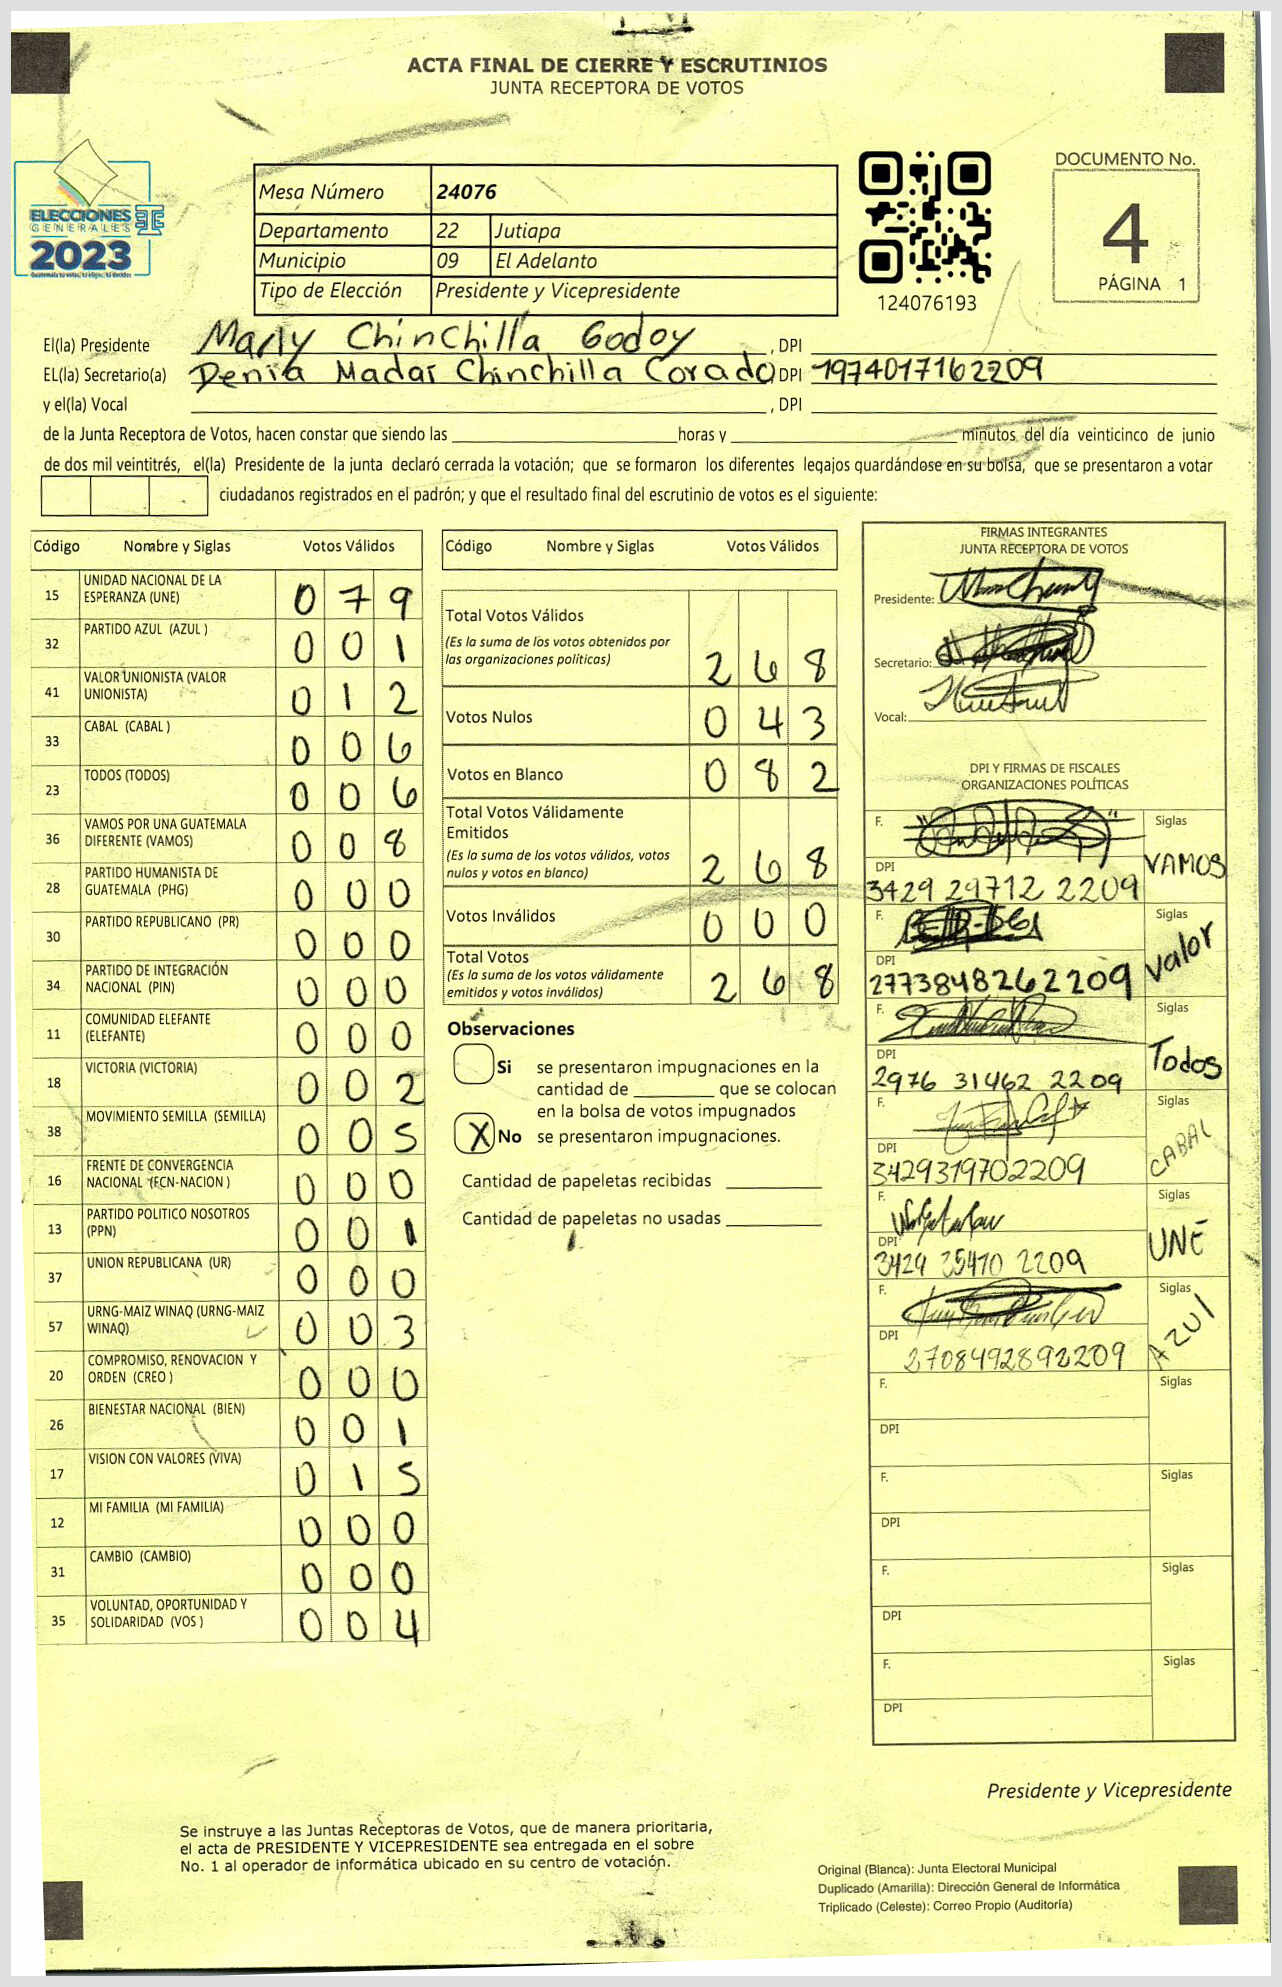 ACTA FINAL DE CIERRE Y ESCRUTINIOS
JUNTA RECEPTORA DE VOTOS
ELECCIONES
GENERALES
2023
Mesa Número 24076
Departamento 22 Jutiapa
Municipio 09 El Adelanto
Tipo de Elección Presidente y Vicepresidente
124076193
DOCUMENTO No.
4
PÁGINA 1
El(la) Presidente Marly Chinchilla Godoy , DPI
EL(la) Secretario(a) Denia Madai Chinchilla Corado DPI 1974017162209
y el(la) Vocal , DPI
de la Junta Receptora de Votos, hacen constar que siendo las horas y minutos del día veinticinco de junio
de dos mil veintitrés, el(la) Presidente de la junta declaró cerrada la votación; que se formaron los diferentes legajos guardándose en su bolsa, que se presentaron a votar
ciudadanos registrados en el padrón; y que el resultado final del escrutinio de votos es el siguiente:
Código Nombre y Siglas Votos Válidos
15 UNIDAD NACIONAL DE LA ESPERANZA (UNE) 0 7 9
32 PARTIDO AZUL (AZUL ) 0 0 1
41 VALOR UNIONISTA (VALOR UNIONISTA) 0 1 2
33 CABAL (CABAL ) 0 0 6
23 TODOS (TODOS) 0 0 6
36 VAMOS POR UNA GUATEMALA DIFERENTE (VAMOS) 0 0 8
28 PARTIDO HUMANISTA DE GUATEMALA (PHG) 0 0 0
30 PARTIDO REPUBLICANO (PR) 0 0 0
34 PARTIDO DE INTEGRACIÓN NACIONAL (PIN) 0 0 0
11 COMUNIDAD ELEFANTE (ELEFANTE) 0 0 0
18 VICTORIA (VICTORIA) 0 0 2
38 MOVIMIENTO SEMILLA (SEMILLA) 0 0 5
16 FRENTE DE CONVERGENCIA NACIONAL (FCN-NACION ) 0 0 0
13 PARTIDO POLITICO NOSOTROS (PPN) 0 0 1
37 UNION REPUBLICANA (UR) 0 0 0
57 URNG-MAIZ WINAQ (URNG-MAIZ WINAQ) 0 0 3
20 COMPROMISO, RENOVACION Y ORDEN (CREO ) 0 0 0
26 BIENESTAR NACIONAL (BIEN) 0 0 1
17 VISION CON VALORES (VIVA) 0 1 5
12 MI FAMILIA (MI FAMILIA) 0 0 0
31 CAMBIO (CAMBIO) 0 0 0
35 VOLUNTAD, OPORTUNIDAD Y SOLIDARIDAD (VOS ) 0 0 4
Código Nombre y Siglas Votos Válidos
Total Votos Válidos
(Es la suma de los votos obtenidos por
las organizaciones políticas) 2 6 8
Votos Nulos 0 4 3
Votos en Blanco 0 8 2
Total Votos Válidamente
Emitidos
(Es la suma de los votos válidos, votos
nulos y votos en blanco) 2 6 8
Votos Inválidos 0 0 0
Total Votos
(Es la suma de los votos válidamente
emitidos y votos inválidos) 2 6 8
Observaciones
Si se presentaron impugnaciones en la
cantidad de que se colocan
en la bolsa de votos impugnados
X No se presentaron impugnaciones.
Cantidad de papeletas recibidas
Cantidad de papeletas no usadas
FIRMAS INTEGRANTES
JUNTA RECEPTORA DE VOTOS
Presidente:
Secretario:
Vocal:
DPI Y FIRMAS DE FISCALES
ORGANIZACIONES POLÍTICAS
F. Siglas
DPI VAMOS
3429 29712 2209
F. Siglas
DPI Valor
2773848262209
F. Siglas
DPI Todos
2976 31462 2209
F. Siglas
DPI CABAL
3429319702209
F. Siglas
DPI UNE
3429 35470 2209
F. Siglas
DPI AZUl
2708492892209
F. Siglas
DPI
F. Siglas
DPI
F. Siglas
DPI
F. Siglas
DPI
Presidente y Vicepresidente
Se instruye a las Juntas Receptoras de Votos, que de manera prioritaria,
el acta de PRESIDENTE Y VICEPRESIDENTE sea entregada en el sobre
No. 1 al operador de informática ubicado en su centro de votación.
Original (Blanca): Junta Electoral Municipal
Duplicado (Amarilla): Dirección General de Informática
Triplicado (Celeste): Correo Propio (Auditoría)